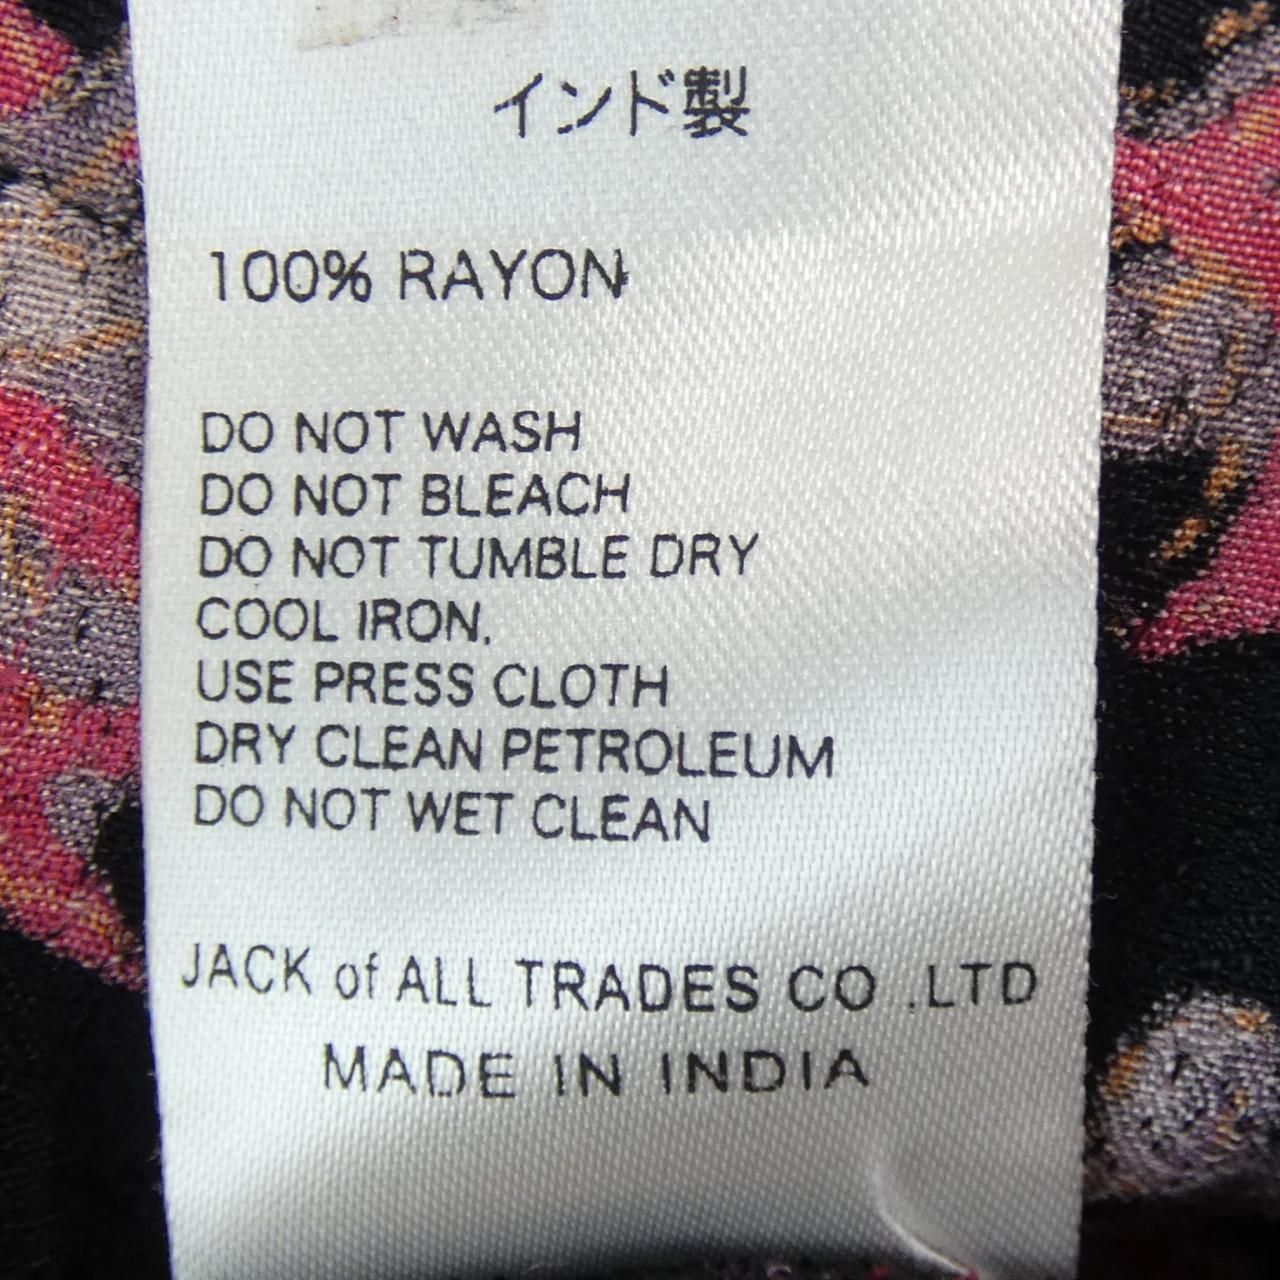 インド製
100% RAYON
DO NOT WASH
DO NOT BLEACH
DO NOT TUMBLE DRY
COOL IRON.
USE PRESS CLOTH
DRY CLEAN PETROLEUM
DO NOT WET CLEAN
JACK of ALL TRADES CO .LTD
MADE IN INDIA